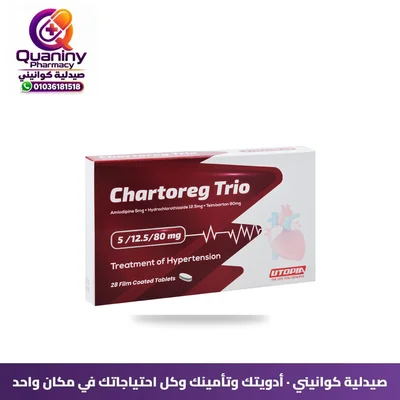 Quaniny
Pharmacy
صيدلية كوانيني
01036181518
Chartoreg Trio
Amlodipine 5mg + Hydrochlorothiazide 12.5mg + Telmisartan 80mg
5/12.5/80 mg
Treatment of Hypertension
28 Film Coated Tablets
UTOPIA
صيدلية كوانيني - أدويتك وتأمينك وكل احتياجاتك في مكان واحد